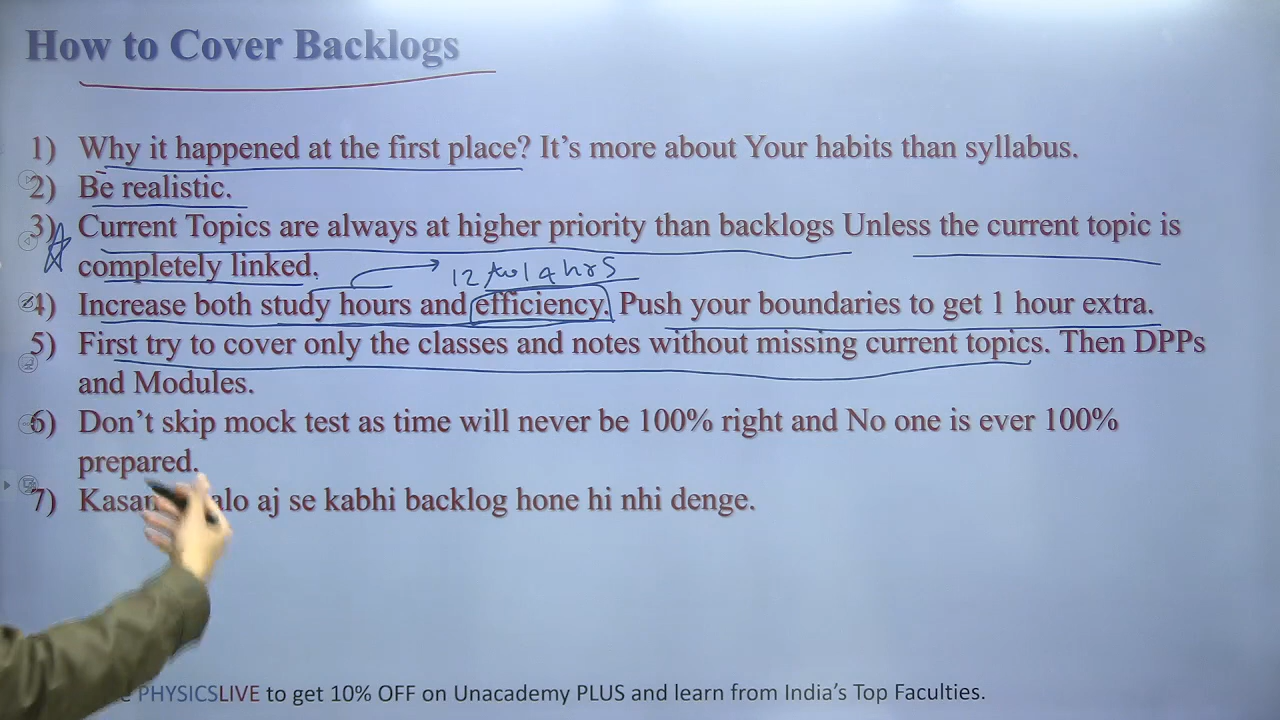 How to Cover Backlogs
1) Why it happened at the first place? It's more about Your habits than syllabus.
2) Be realistic.
3) Current Topics are always at higher priority than backlogs Unless the current topic is
completely linked.
12 to 14 hrs
4) Increase both study hours and efficiency. Push your boundaries to get 1 hour extra.
5) First try to cover only the classes and notes without missing current topics. Then DPPs
and Modules.
6) Don't skip mock test as time will never be 100% right and No one is ever 100%
prepared.
7) aj se kabhi backlog hone hi nhi denge.
PHYSICSLIVE to get 10% OFF on Unacademy PLUS and learn from India's Top Faculties.